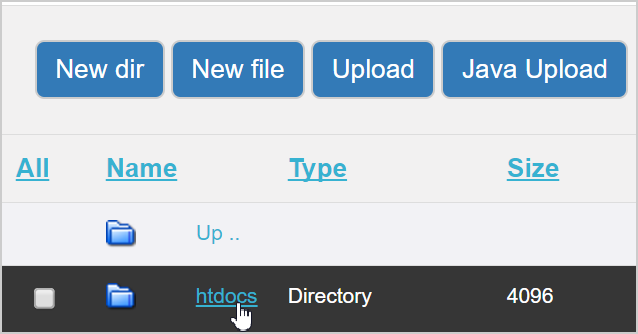 New dir New file Upload Java Upload
All Name Type Size
Up ..
htdocs Directory 4096